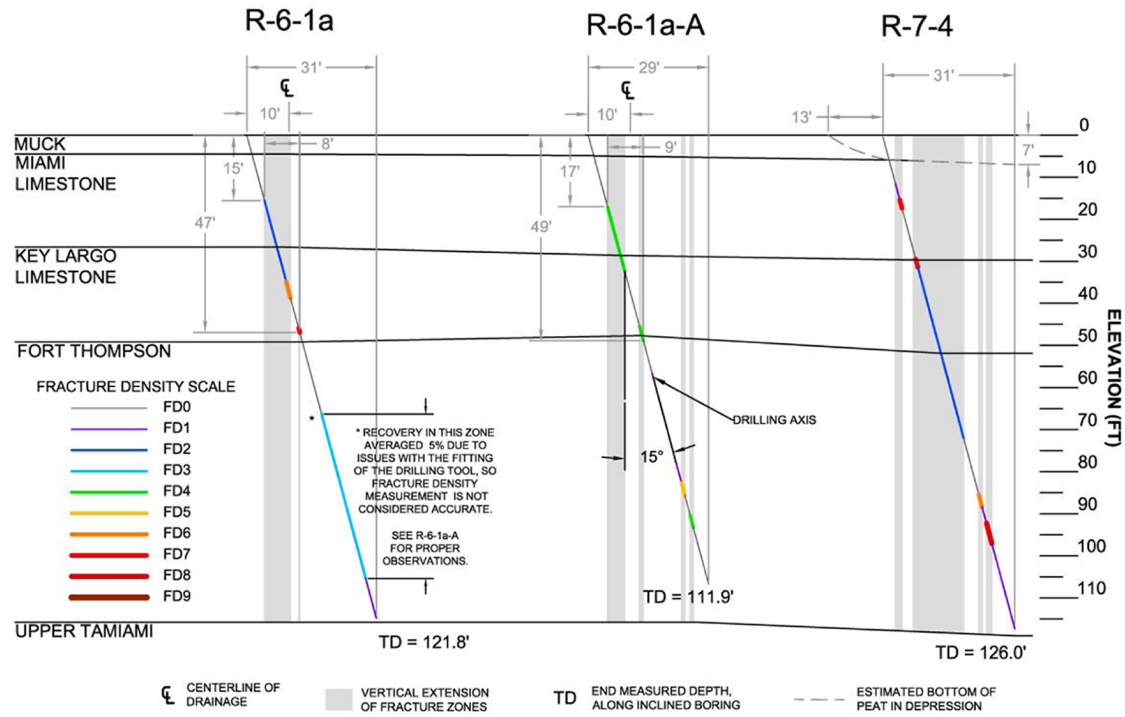 R-6-1a
R-6-1a-A
R-7-4
31'
29'
31'
℄
℄
10'
10'
13'
0
MUCK
8'
9'
7'
MIAMI
LIMESTONE
15'
17'
10
20
47'
49'
KEY LARGO
LIMESTONE
30
40
FORT THOMPSON
50
ELEVATION (FT)
FRACTURE DENSITY SCALE
FD0
FD1
FD2
FD3
FD4
FD5
FD6
FD7
FD8
FD9
60
70
80
90
100
110
*
* RECOVERY IN THIS ZONE
AVERAGED 5% DUE TO
ISSUES WITH THE FITTING
OF THE DRILLING TOOL, SO
FRACTURE DENSITY
MEASUREMENT IS NOT
CONSIDERED ACCURATE.
SEE R-6-1a-A
FOR PROPER
OBSERVATIONS.
DRILLING AXIS
15°
TD = 111.9'
UPPER TAMIAMI
TD = 121.8'
TD = 126.0'
℄ CENTERLINE OF
DRAINAGE
VERTICAL EXTENSION
OF FRACTURE ZONES
TD END MEASURED DEPTH,
ALONG INCLINED BORING
ESTIMATED BOTTOM OF
PEAT IN DEPRESSION